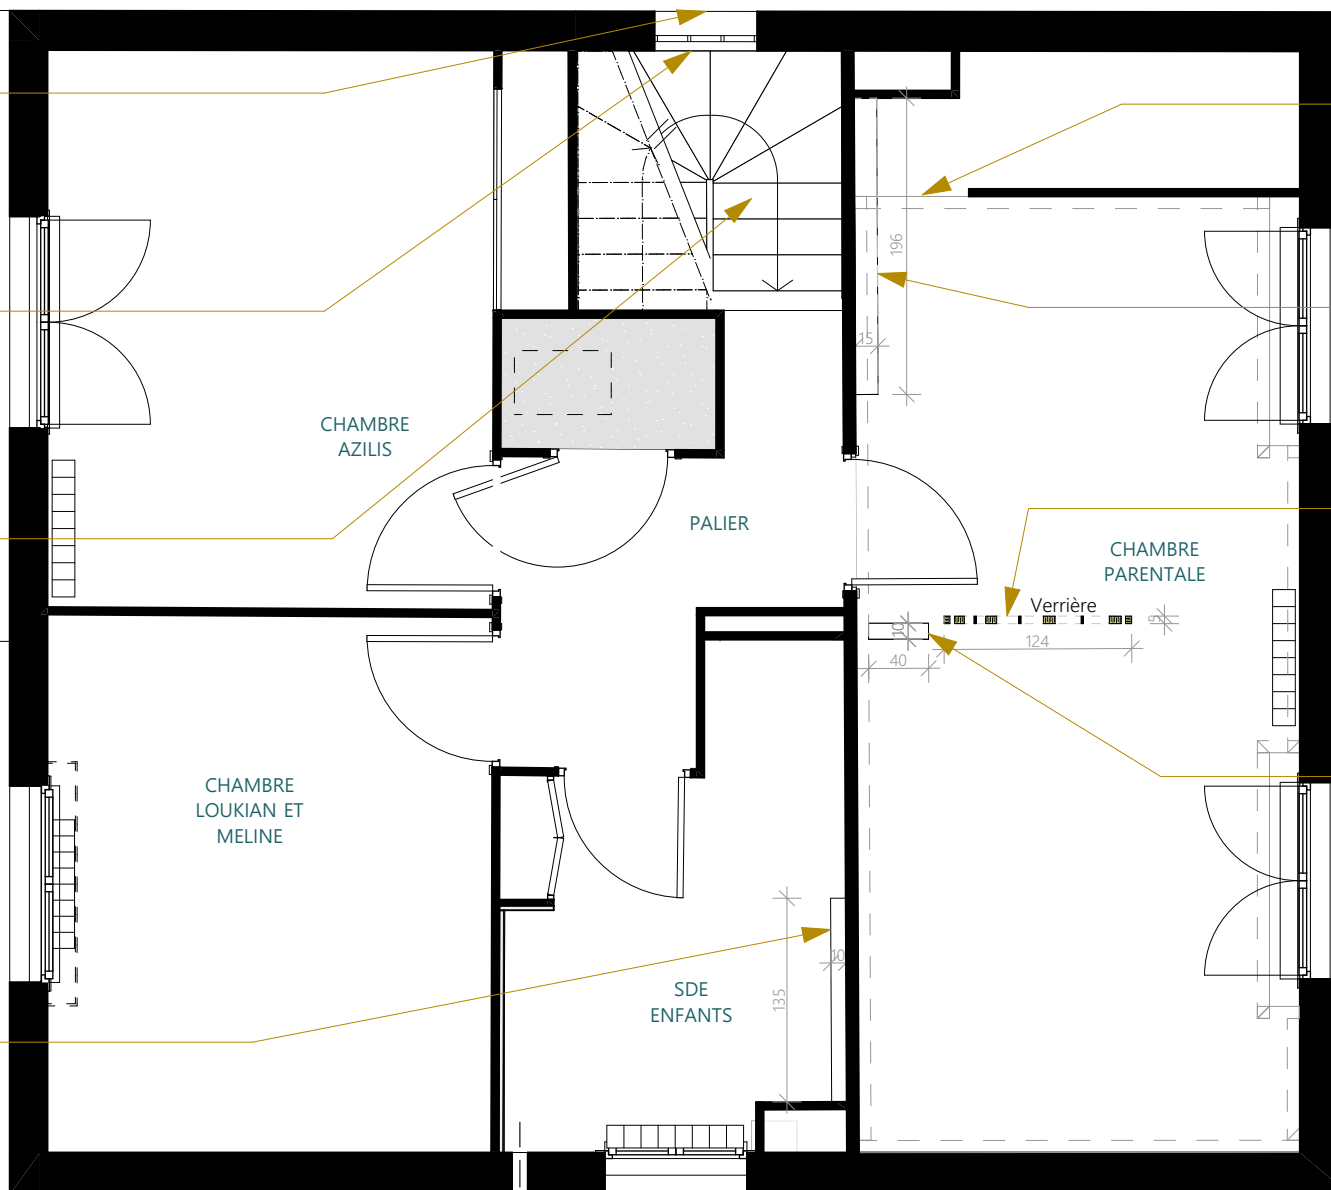 196
15
CHAMBRE
AZILIS
PALIER
CHAMBRE
PARENTALE
Verrière
10
5
124
40
CHAMBRE
LOUKIAN ET
MELINE
10
135
SDE
ENFANTS